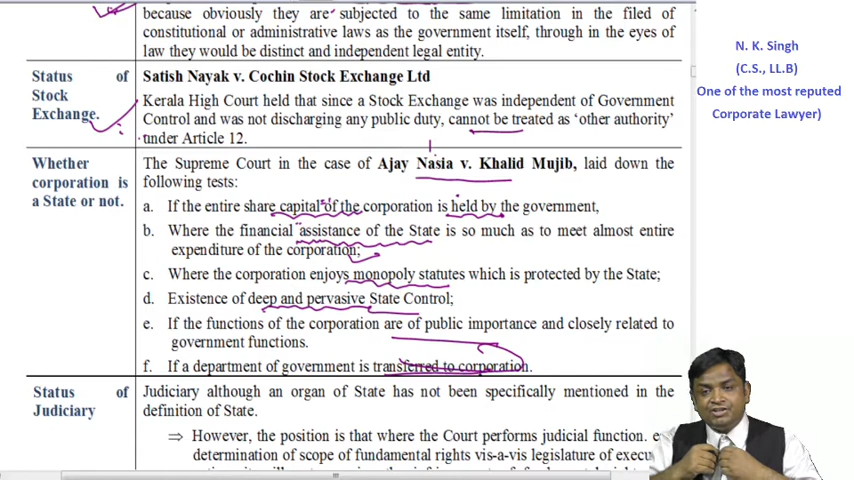 because obviously they are subjected to the same limitation in the filed of
constitutional or administrative laws as the government itself, through in the eyes of
law they would be distinct and independent legal entity.
Status of
Stock
Exchange.
Satish Nayak v. Cochin Stock Exchange Ltd
Kerala High Court held that since a Stock Exchange was independent of Government
Control and was not discharging any public duty, cannot be treated as 'other authority'
under Article 12.
Whether
corporation is
a State or not.
The Supreme Court in the case of Ajay Nasia v. Khalid Mujib, laid down the
following tests:
a. If the entire share capital of the corporation is held by the government,
b. Where the financial assistance of the State is so much as to meet almost entire
expenditure of the corporation;
c. Where the corporation enjoys monopoly statutes which is protected by the State;
d. Existence of deep and pervasive State Control;
e. If the functions of the corporation are of public importance and closely related to
government functions.
f. If a department of government is transferred to corporation.
Status of
Judiciary
Judiciary although an organ of State has not been specifically mentioned in the
definition of State.
⇒ However, the position is that where the Court performs judicial function. e
determination of scope of fundamental rights vis-a-vis legislature of execu
N. K. Singh
(C.S., LL.B)
One of the most reputed
Corporate Lawyer)